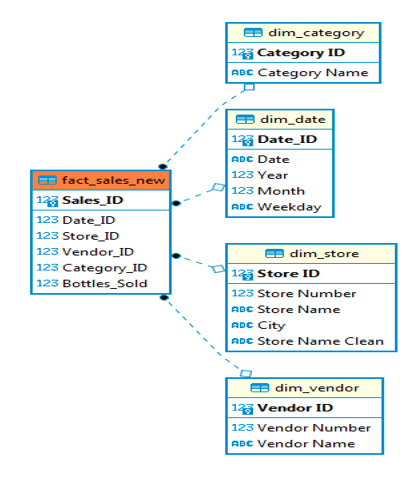 dim_category
123 Category ID
ABC Category Name
dim_date
123 Date_ID
ABC Date
123 Year
123 Month
ABC Weekday
fact_sales_new
123 Sales_ID
123 Date_ID
123 Store_ID
123 Vendor_ID
123 Category_ID
123 Bottles_Sold
dim_store
123 Store ID
123 Store Number
ABC Store Name
ABC City
ABC Store Name Clean
dim_vendor
123 Vendor ID
123 Vendor Number
ABC Vendor Name